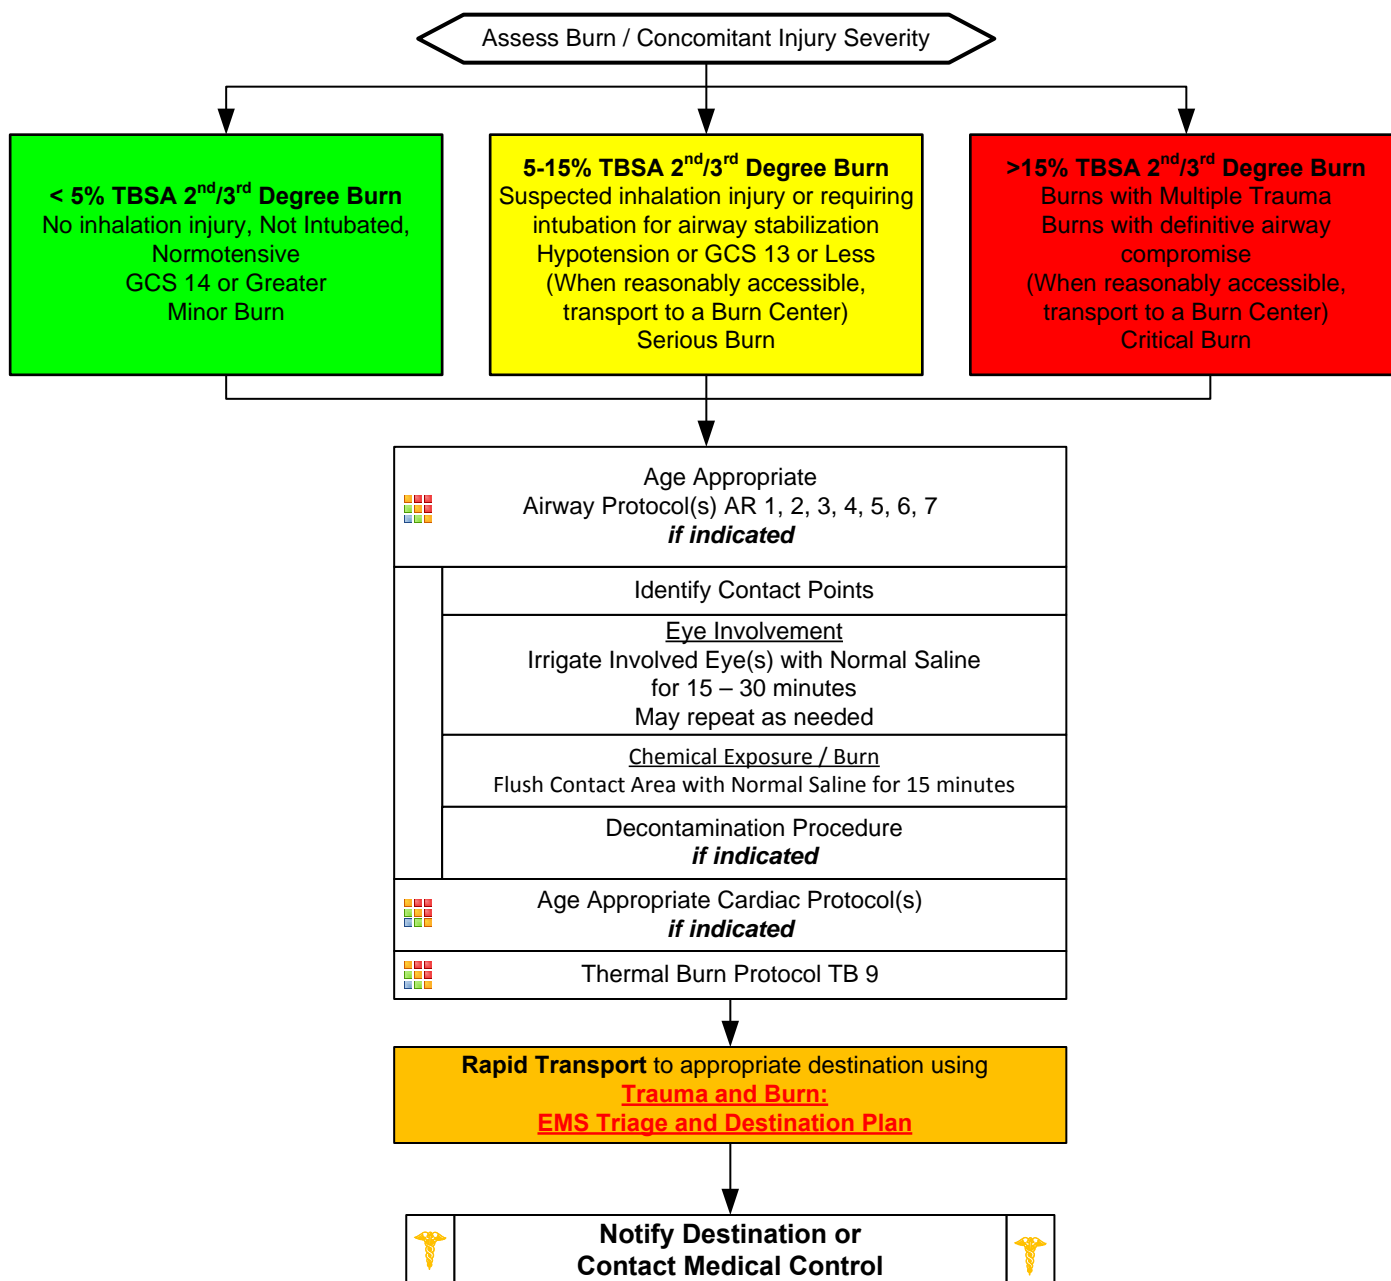 Assess Burn / Concomitant Injury Severity
< 5% TBSA 2nd/3rd Degree Burn
No inhalation injury, Not Intubated,
Normotensive
GCS 14 or Greater
Minor Burn
5-15% TBSA 2nd/3rd Degree Burn
Suspected inhalation injury or requiring
intubation for airway stabilization
Hypotension or GCS 13 or Less
(When reasonably accessible,
transport to a Burn Center)
Serious Burn
>15% TBSA 2nd/3rd Degree Burn
Burns with Multiple Trauma
Burns with definitive airway
compromise
(When reasonably accessible,
transport to a Burn Center)
Critical Burn
Age Appropriate
Airway Protocol(s) AR 1, 2, 3, 4, 5, 6, 7
if indicated
Identify Contact Points
Eye Involvement
Irrigate Involved Eye(s) with Normal Saline
for 15 – 30 minutes
May repeat as needed
Chemical Exposure / Burn
Flush Contact Area with Normal Saline for 15 minutes
Decontamination Procedure
if indicated
Age Appropriate Cardiac Protocol(s)
if indicated
Thermal Burn Protocol TB 9
Rapid Transport to appropriate destination using
Trauma and Burn:
EMS Triage and Destination Plan
Notify Destination or
Contact Medical Control